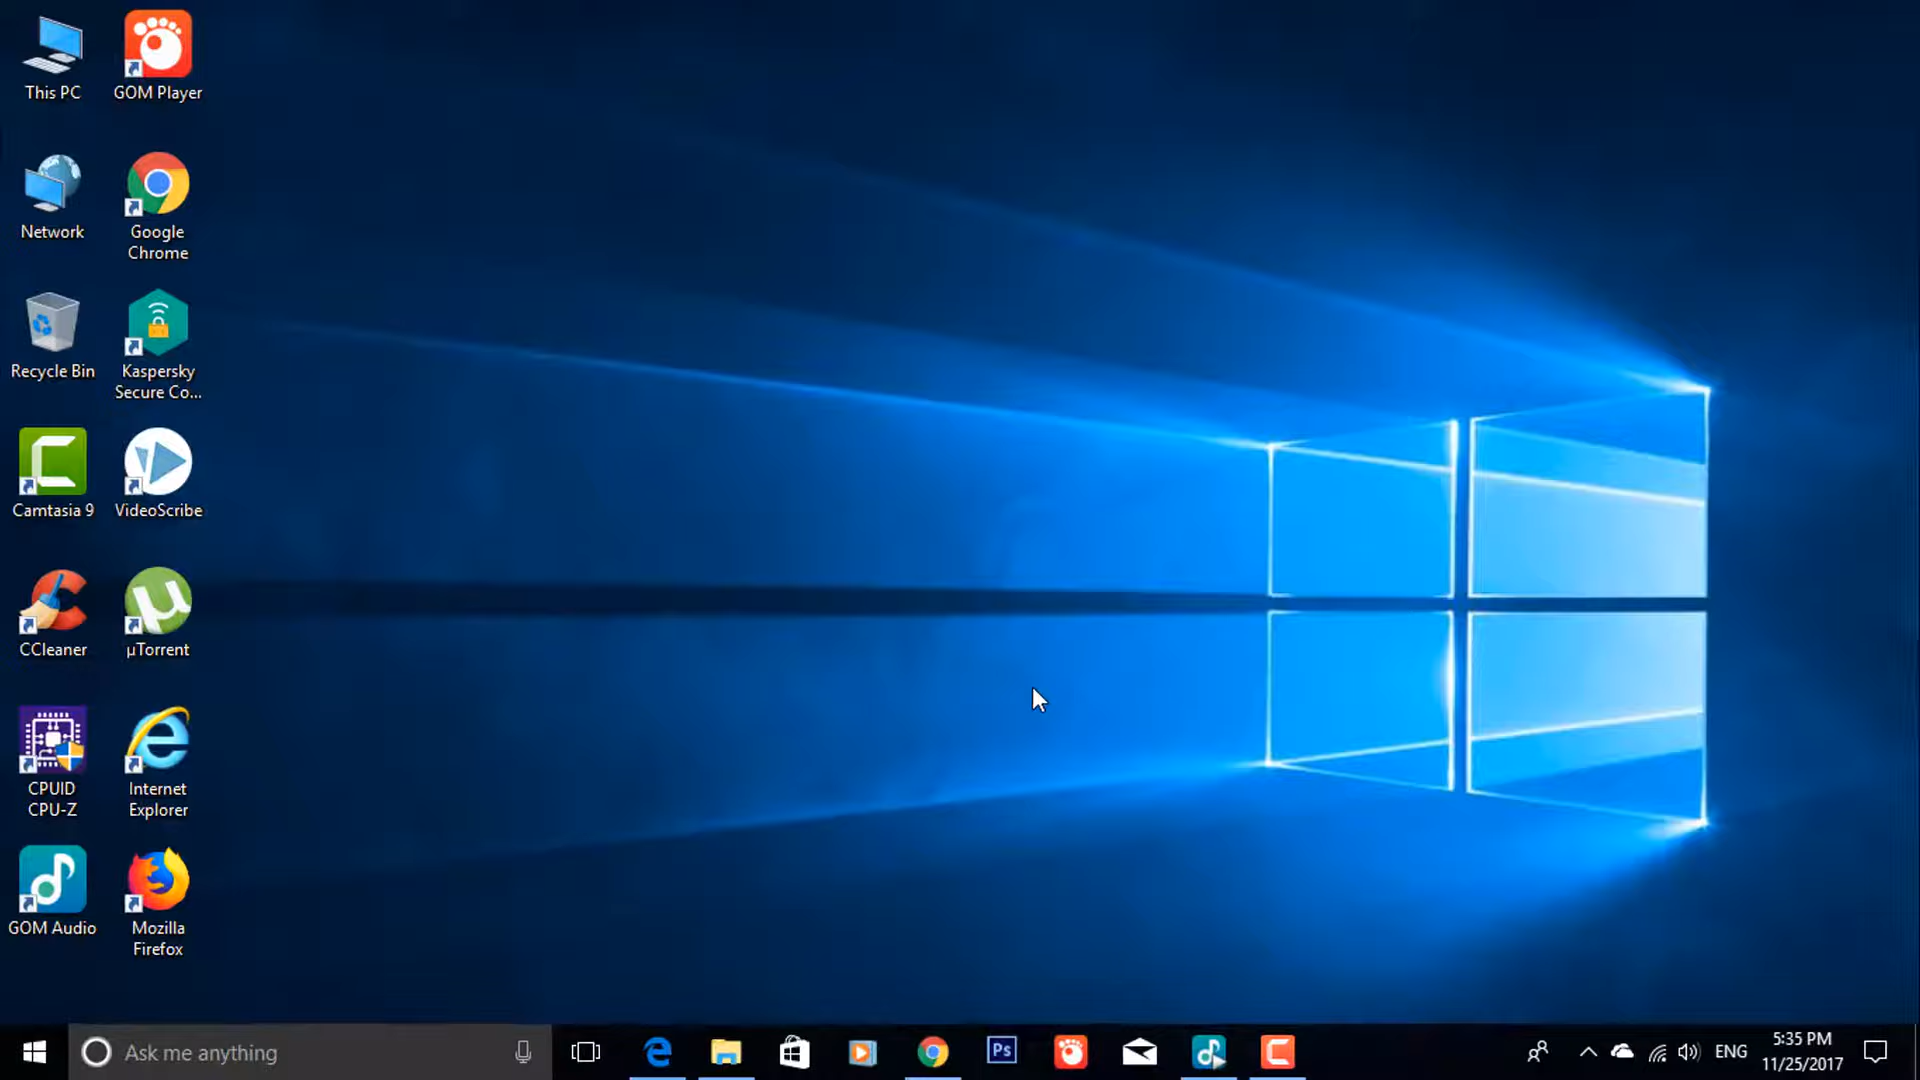 This PC
GOM Player
Network
Google
Chrome
Recycle Bin
Kaspersky
Secure Co...
Camtasia 9
VideoScribe
CCleaner
µTorrent
CPUID
CPU-Z
Internet
Explorer
GOM Audio
Mozilla
Firefox
Ask me anything
Ps
ENG
5:35 PM
11/25/2017